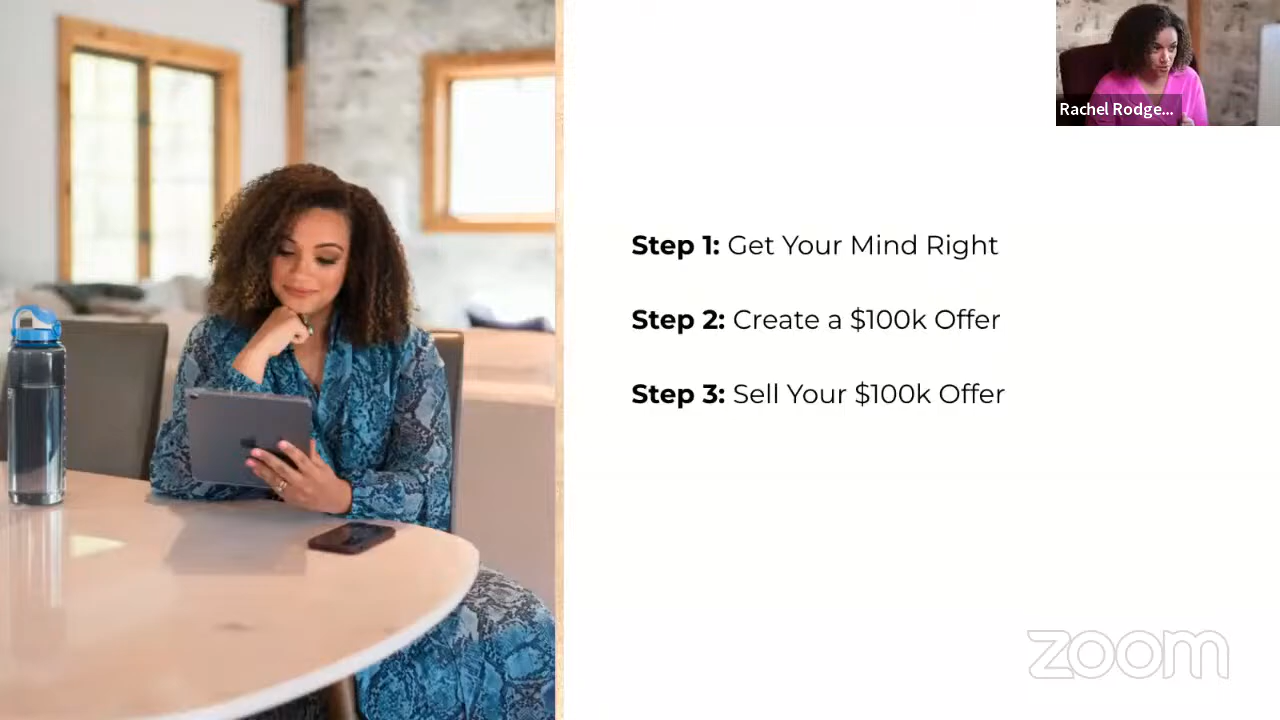 Rachel Rodge...
Step 1: Get Your Mind Right
Step 2: Create a $100k Offer
Step 3: Sell Your $100k Offer
zoom